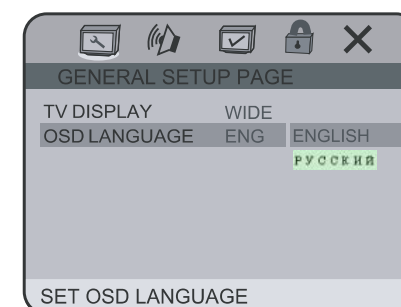 GENERAL SETUP PAGE
TV DISPLAY WIDE
OSD LANGUAGE ENG ENGLISH
РУССКИЙ
SET OSD LANGUAGE